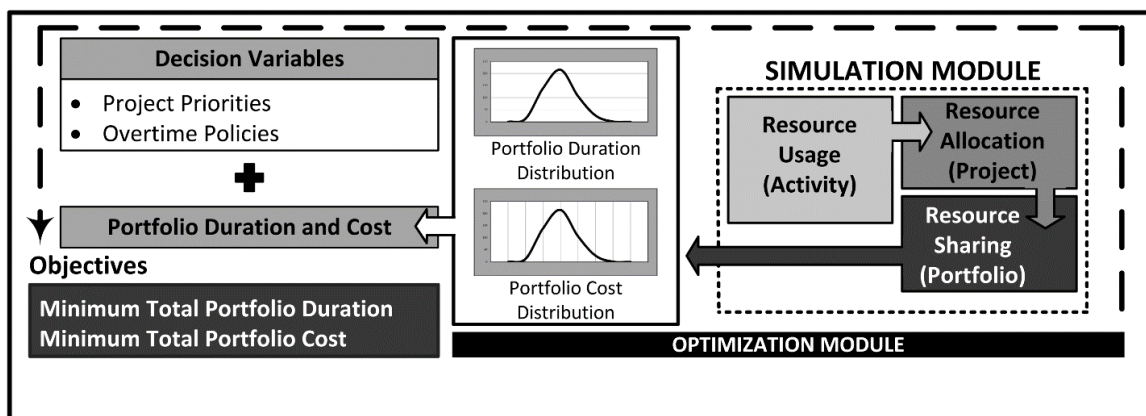 Decision Variables
• Project Priorities
• Overtime Policies
Portfolio Duration and Cost
Objectives
Minimum Total Portfolio Duration
Minimum Total Portfolio Cost
Portfolio Duration
Distribution
Portfolio Cost
Distribution
SIMULATION MODULE
Resource
Usage
(Activity)
Resource
Allocation
(Project)
Resource
Sharing
(Portfolio)
OPTIMIZATION MODULE